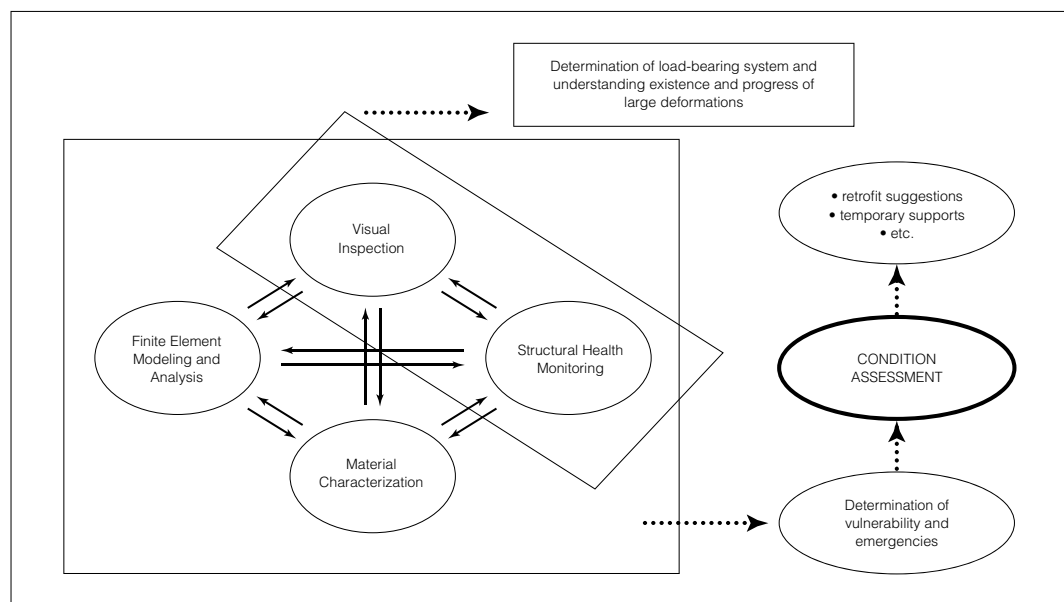 Determination of load-bearing system and
understanding existence and progress of
large deformations
• retrofit suggestions
• temporary supports
• etc.
Visual
Inspection
Finite Element
Modeling and
Analysis
Structural Health
Monitoring
CONDITION
ASSESSMENT
Material
Characterization
Determination of
vulnerability and
emergencies